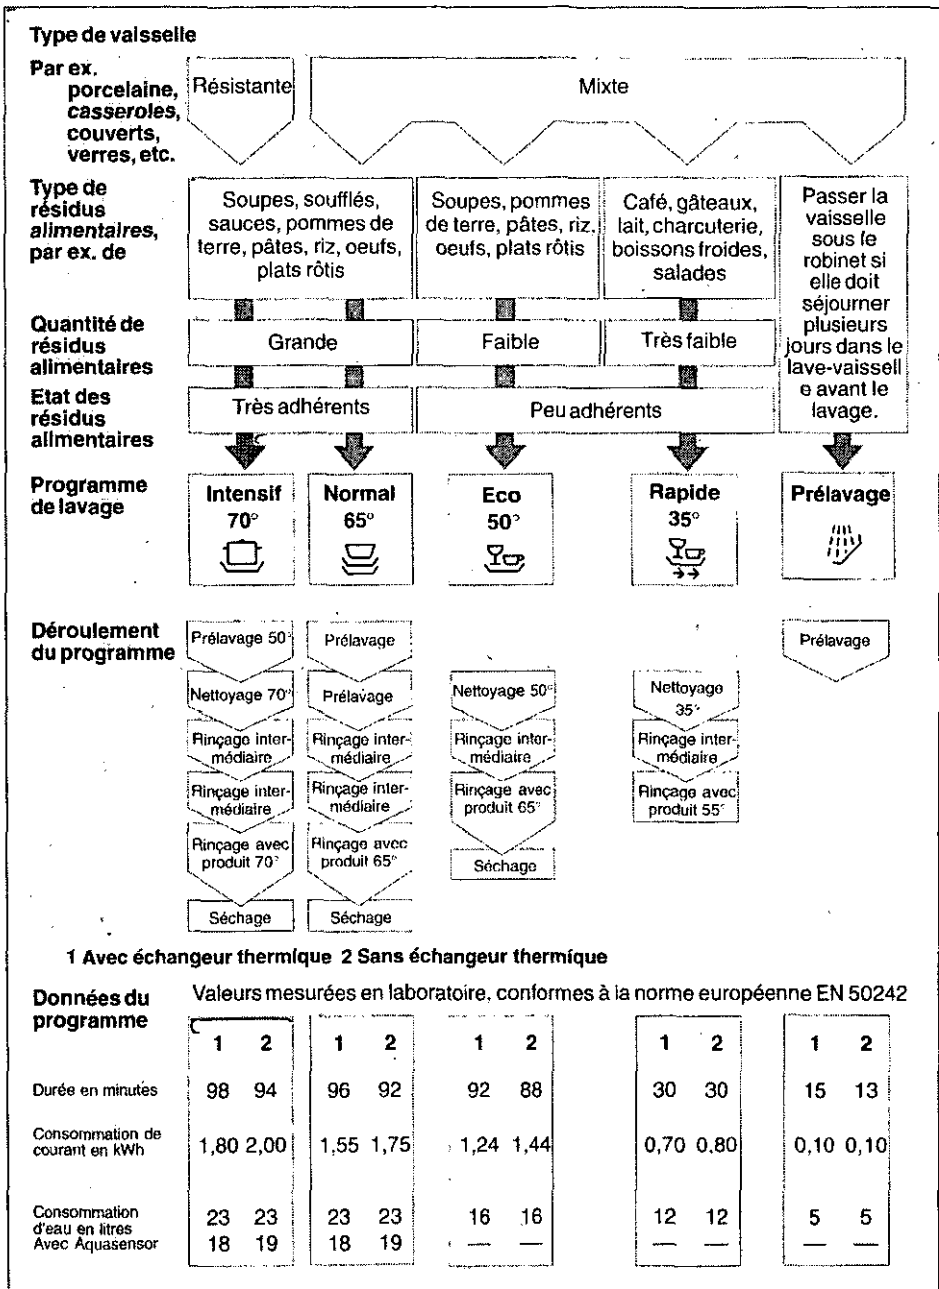 Type de vaisselle
Par ex.
porcelaine,
casseroles,
couverts,
verres, etc.
Résistante
Mixte
Type de
résidus
alimentaires,
par ex. de
Soupes, soufflés,
sauces, pommes de
terre, pâtes, riz, oeufs,
plats rôtis
Soupes, pommes
de terre, pâtes, riz,
oeufs, plats rôtis
Café, gâteaux,
lait, charcuterie,
boissons froides,
salades
Passer la
vaisselle
sous le
robinet si
elle doit
séjourner
plusieurs
jours dans le
lave-vaissell
e avant le
lavage.
Quantité de
résidus
alimentaires
Grande
Faible
Très faible
Etat des
résidus
alimentaires
Très adhérents
Peu adhérents
Programme
de lavage
Intensif
70°
Normal
65°
Eco
50°
Rapide
35°
Prélavage
Déroulement
du programme
Prélavage 50°
Prélavage
Prélavage
Nettoyage 70°
Prélavage
Nettoyage 50°
Nettoyage
35°
Rinçage inter-
médiaire
Rinçage inter-
médiaire
Rinçage inter-
médiaire
Rinçage inter-
médiaire
Rinçage inter-
médiaire
Rinçage inter-
médiaire
Rinçage avec
produit 65°
Rinçage avec
produit 55°
Rinçage avec
produit 70°
Rinçage avec
produit 65°
Séchage
Séchage
Séchage
1 Avec échangeur thermique 2 Sans échangeur thermique
Données du
programme
Valeurs mesurées en laboratoire, conformes à la norme européenne EN 50242
1 2 1 2 1 2 1 2 1 2
Durée en minutes 98 94 96 92 92 88 30 30 15 13
Consommation de
courant en kWh 1,80 2,00 1,55 1,75 1,24 1,44 0,70 0,80 0,10 0,10
Consommation
d'eau en litres 23 23 23 23 16 16 12 12 5 5
Avec Aquasensor 18 19 18 19 — — — — — —